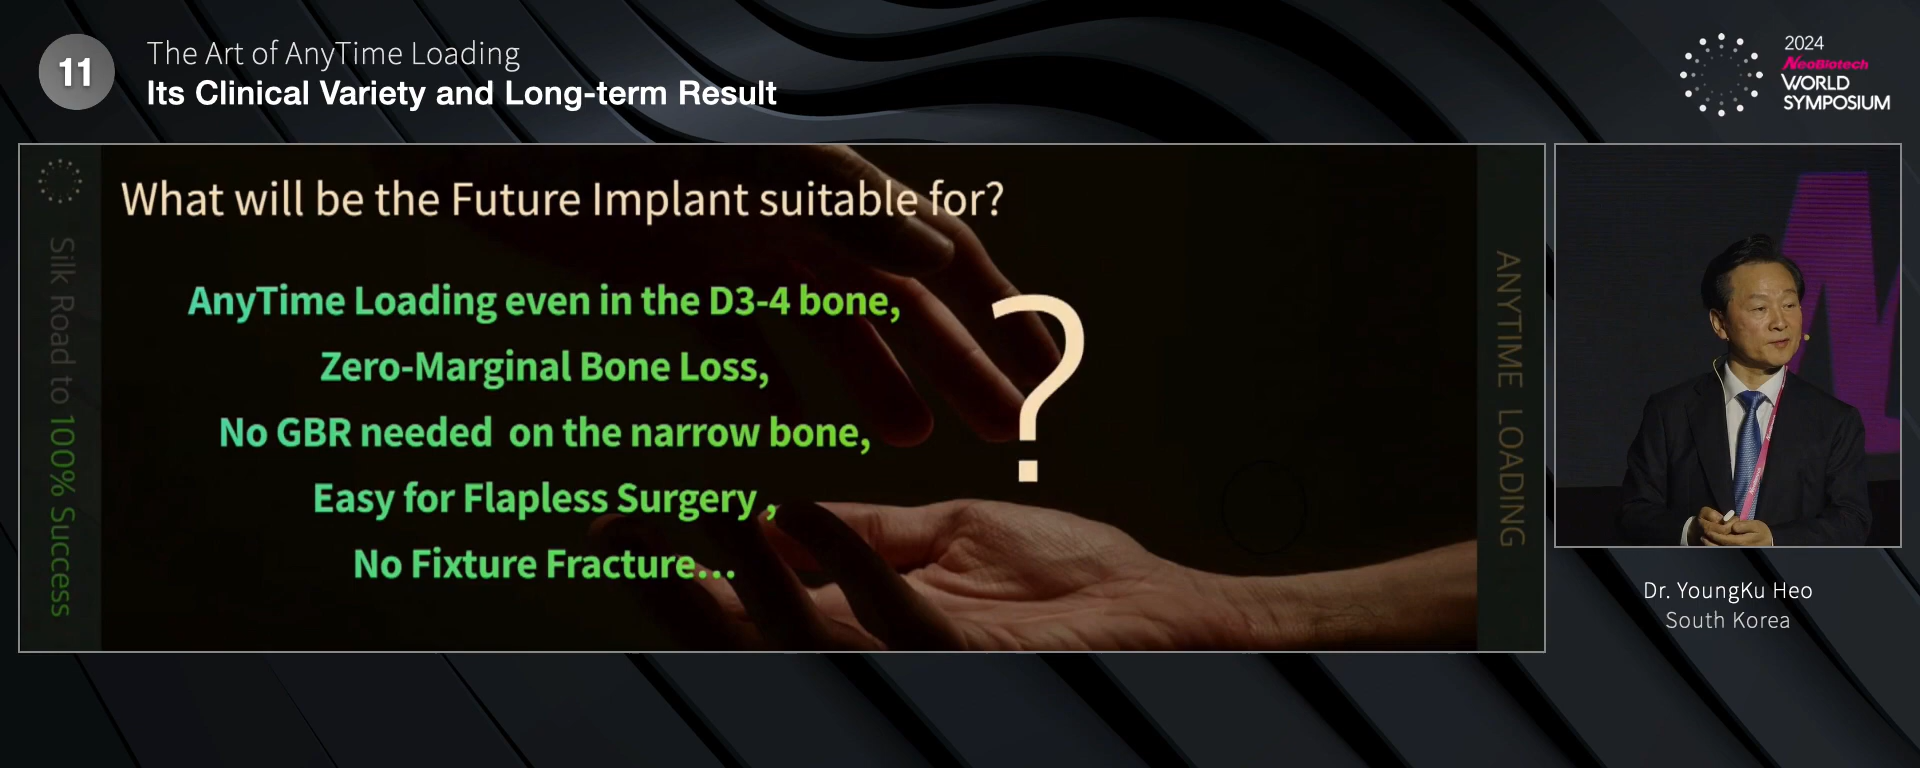 11
The Art of AnyTime Loading
Its Clinical Variety and Long-term Result
2024
NeoBiotech
WORLD
SYMPOSIUM
Silk Road to 100% Success
What will be the Future Implant suitable for?
AnyTime Loading even in the D3-4 bone,
Zero-Marginal Bone Loss,
No GBR needed on the narrow bone,
Easy for Flapless Surgery ,
No Fixture Fracture...
?
ANYTIME LOADING
Dr. YoungKu Heo
South Korea